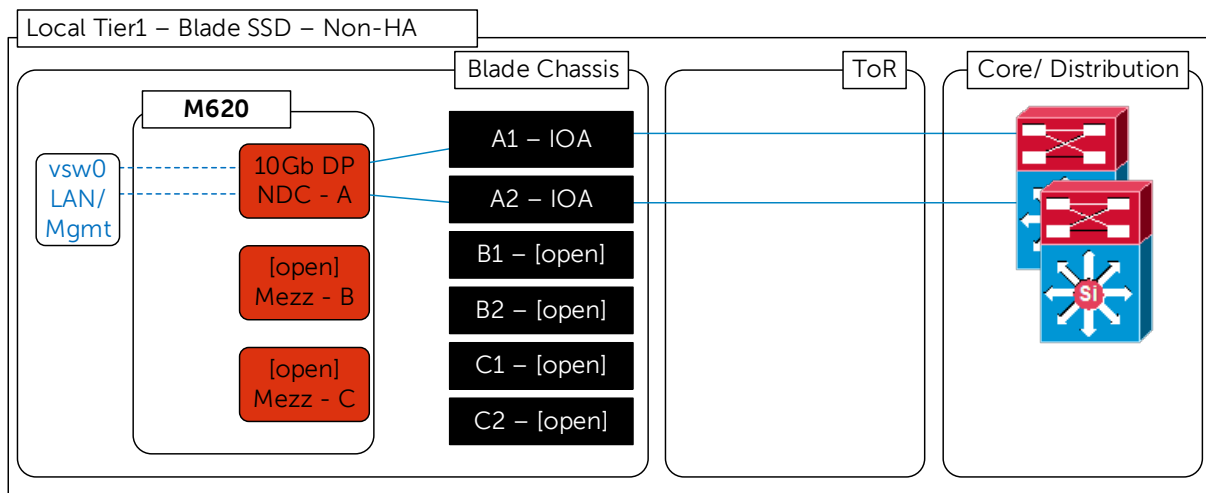 Local Tier1 – Blade SSD – Non-HA
Blade Chassis
ToR
Core/ Distribution
M620
vsw0
LAN/
Mgmt
10Gb DP
NDC - A
[open]
Mezz - B
[open]
Mezz - C
A1 – IOA
A2 – IOA
B1 – [open]
B2 – [open]
C1 – [open]
C2 – [open]
Si